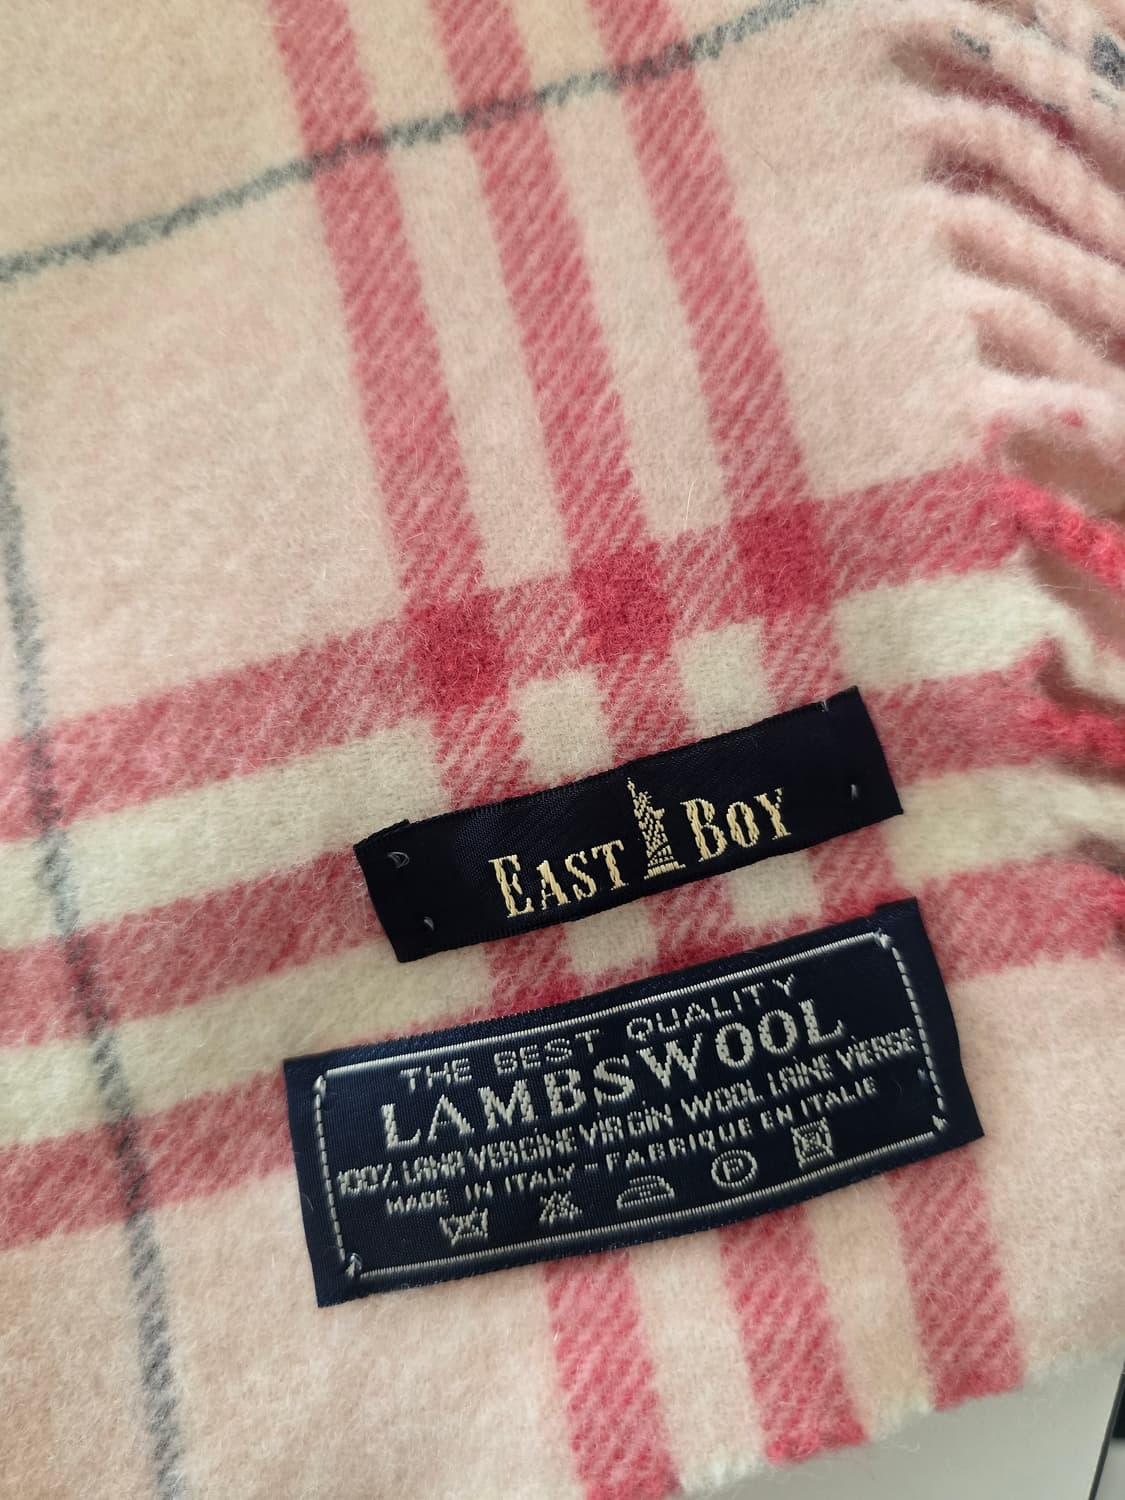 EAST BOY
THE BEST QUALITY
LAMBSWOOL
100% LANA VERGINE VIRGIN WOOL LAINE VIERGE
MADE IN ITALY - FABRIQUE EN ITALIE
P